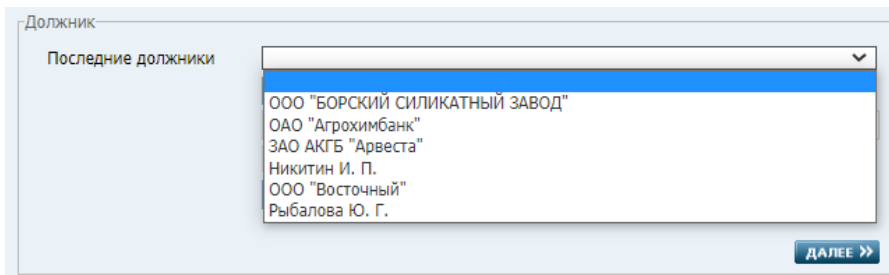 Должник
Последние должники
ООО "БОРСКИЙ СИЛИКАТНЫЙ ЗАВОД"
ОАО "Агрохимбанк"
ЗАО АКГБ "Арвеста"
Никитин И. П.
ООО "Восточный"
Рыбалова Ю. Г.
ДАЛЕЕ »